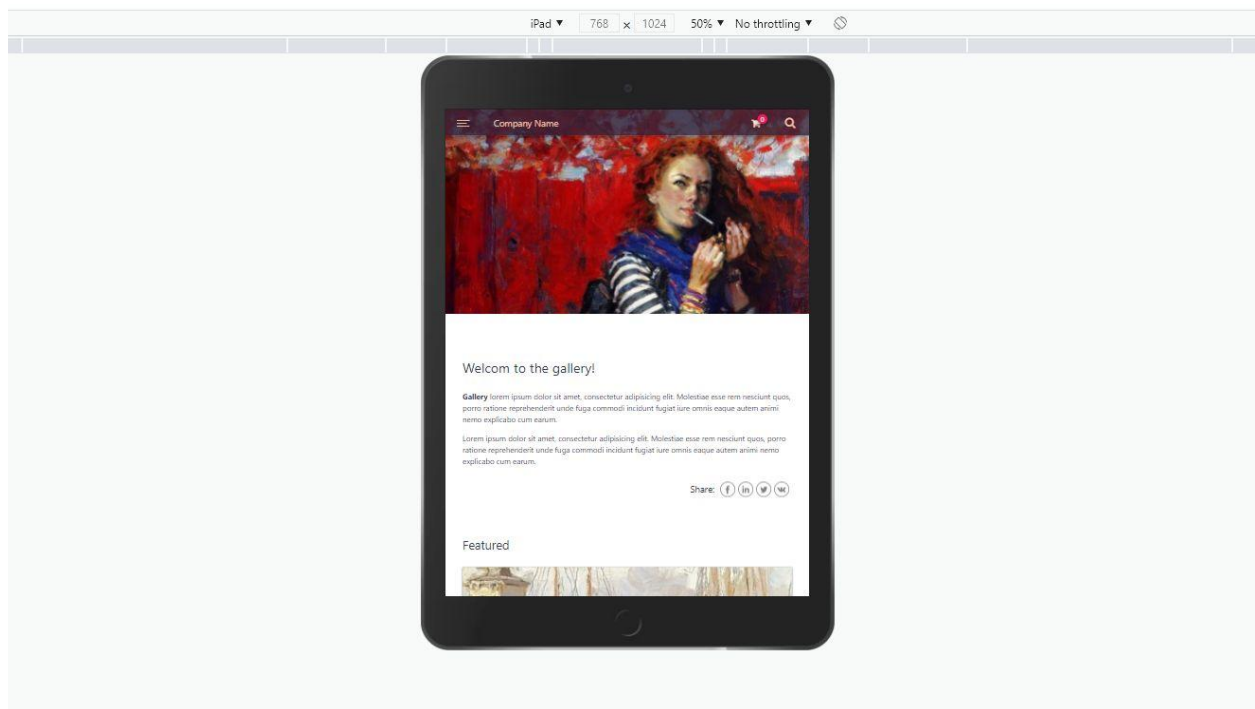 iPad ▼ 768 × 1024 50% ▼ No throttling ▼
Company Name 0
Welcom to the gallery!
Gallery lorem ipsum dolor sit amet, consectetur adipisicing elit. Molestiae esse rem nesciunt quos,
porro ratione reprehenderit unde fuga commodi incidunt fugiat iure omnis eaque autem animi
nemo explicabo cum earum.
Lorem ipsum dolor sit amet, consectetur adipisicing elit. Molestiae esse rem nesciunt quos, porro
ratione reprehenderit unde fuga commodi incidunt fugiat iure omnis eaque autem animi nemo
explicabo cum earum.
Share: f in
Featured